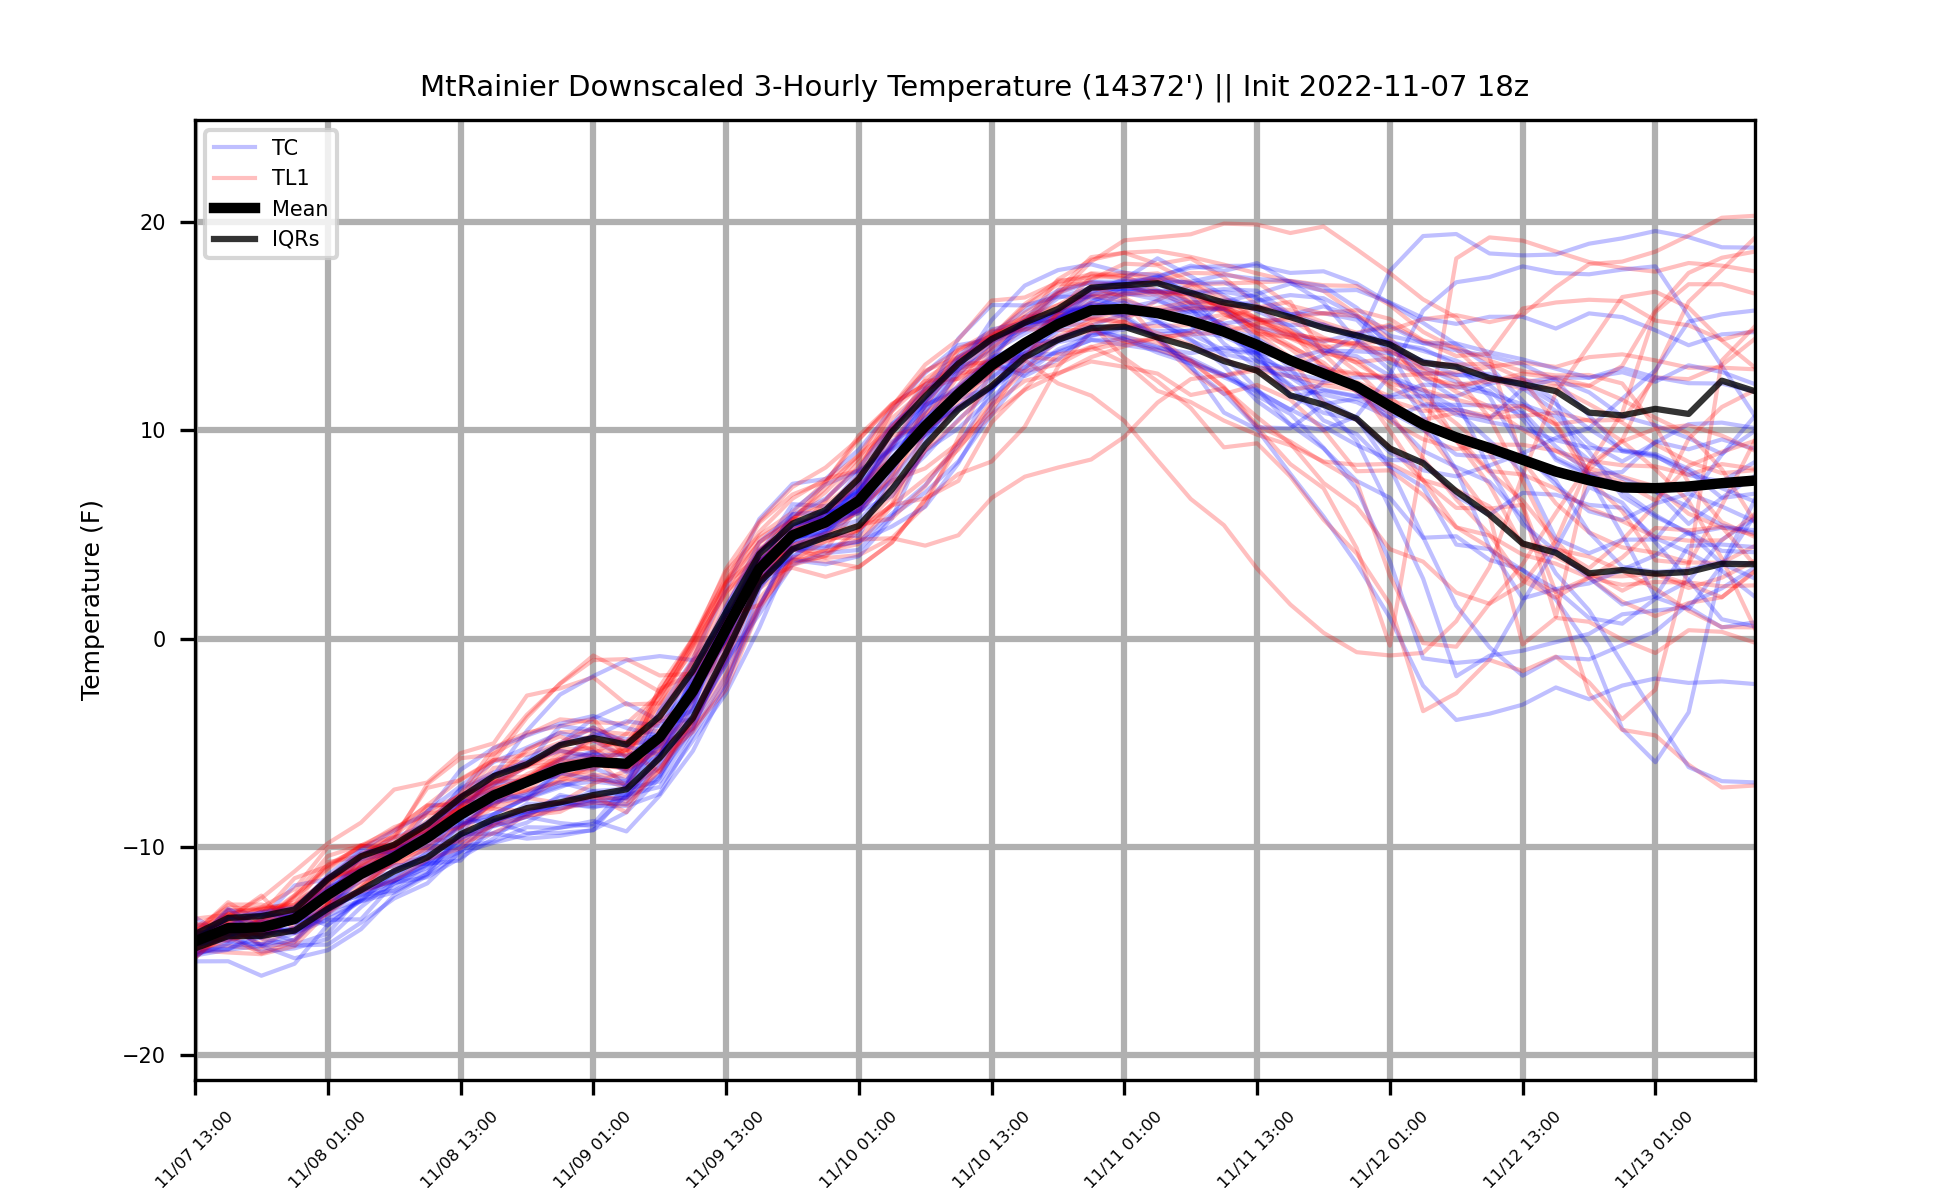 MtRainier Downscaled 3-Hourly Temperature (14372') || Init 2022-11-07 18z
TC
TL1
Mean
IQRs
Temperature (F)
20
10
0
−10
−20
11/07 13:00
11/08 01:00
11/08 13:00
11/09 01:00
11/09 13:00
11/10 01:00
11/10 13:00
11/11 01:00
11/11 13:00
11/12 01:00
11/12 13:00
11/13 01:00